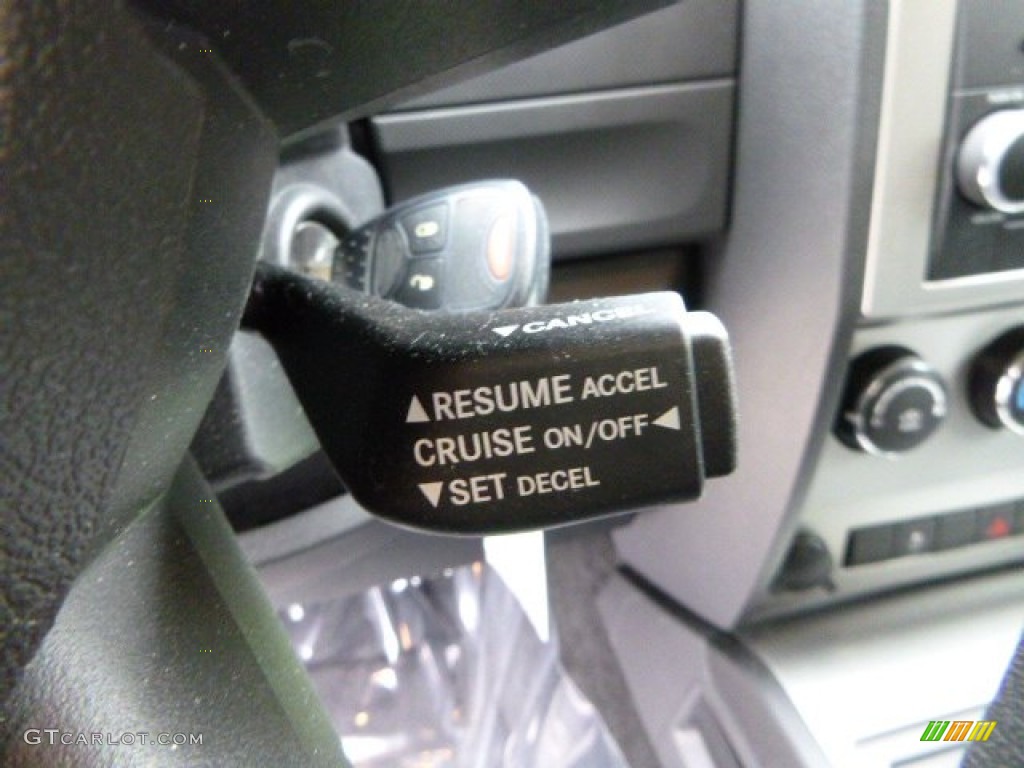 ▼CANCEL
▲RESUME ACCEL
CRUISE ON/OFF◀
▼SET DECEL
GTCARLOT.COM